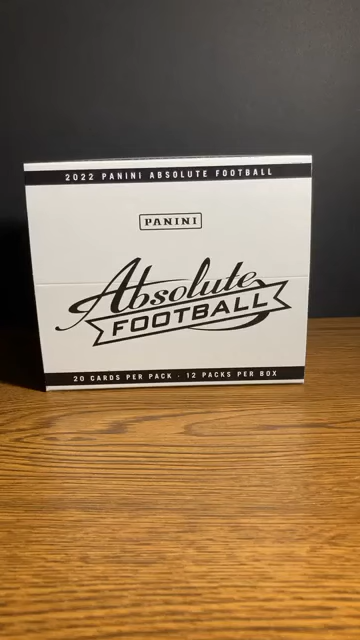 2022 PANINI ABSOLUTE FOOTBALL
PANINI
Absolute
FOOTBALL
20 CARDS PER PACK · 12 PACKS PER BOX